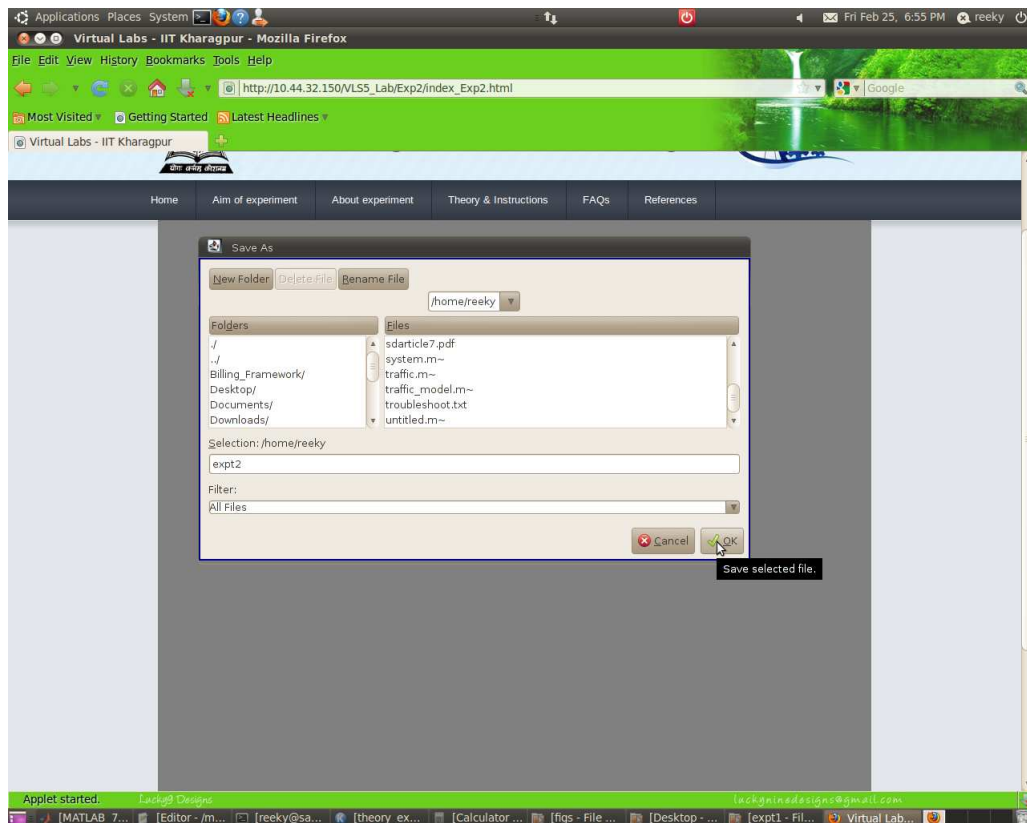 Applications Places System
Fri Feb 25, 6:55 PM reeky
Virtual Labs - IIT Kharagpur - Mozilla Firefox
File Edit View History Bookmarks Tools Help
http://10.44.32.150/VLS5_Lab/Exp2/index_Exp2.html
Google
Most Visited Getting Started Latest Headlines
Virtual Labs - IIT Kharagpur
योगः कर्मसु कौशलम्
Home Aim of experiment About experiment Theory & Instructions FAQs References
Save As
New Folder Delete File Rename File
/home/reeky
Folders Files
./ sdarticle7.pdf
../ system.m~
Billing_Framework/ traffic.m~
Desktop/ traffic_model.m~
Documents/ troubleshoot.txt
Downloads/ untitled.m~
Selection: /home/reeky
expt2
Filter:
All Files
Cancel OK
Save selected file.
Applet started. Lucky9 Designs luckyninedesigns@gmail.com
[MATLAB 7... [Editor - /m... [reeky@sa... [theory_ex... [Calculator ... [figs - File ... [Desktop - ... [expt1 - Fil... Virtual Lab...